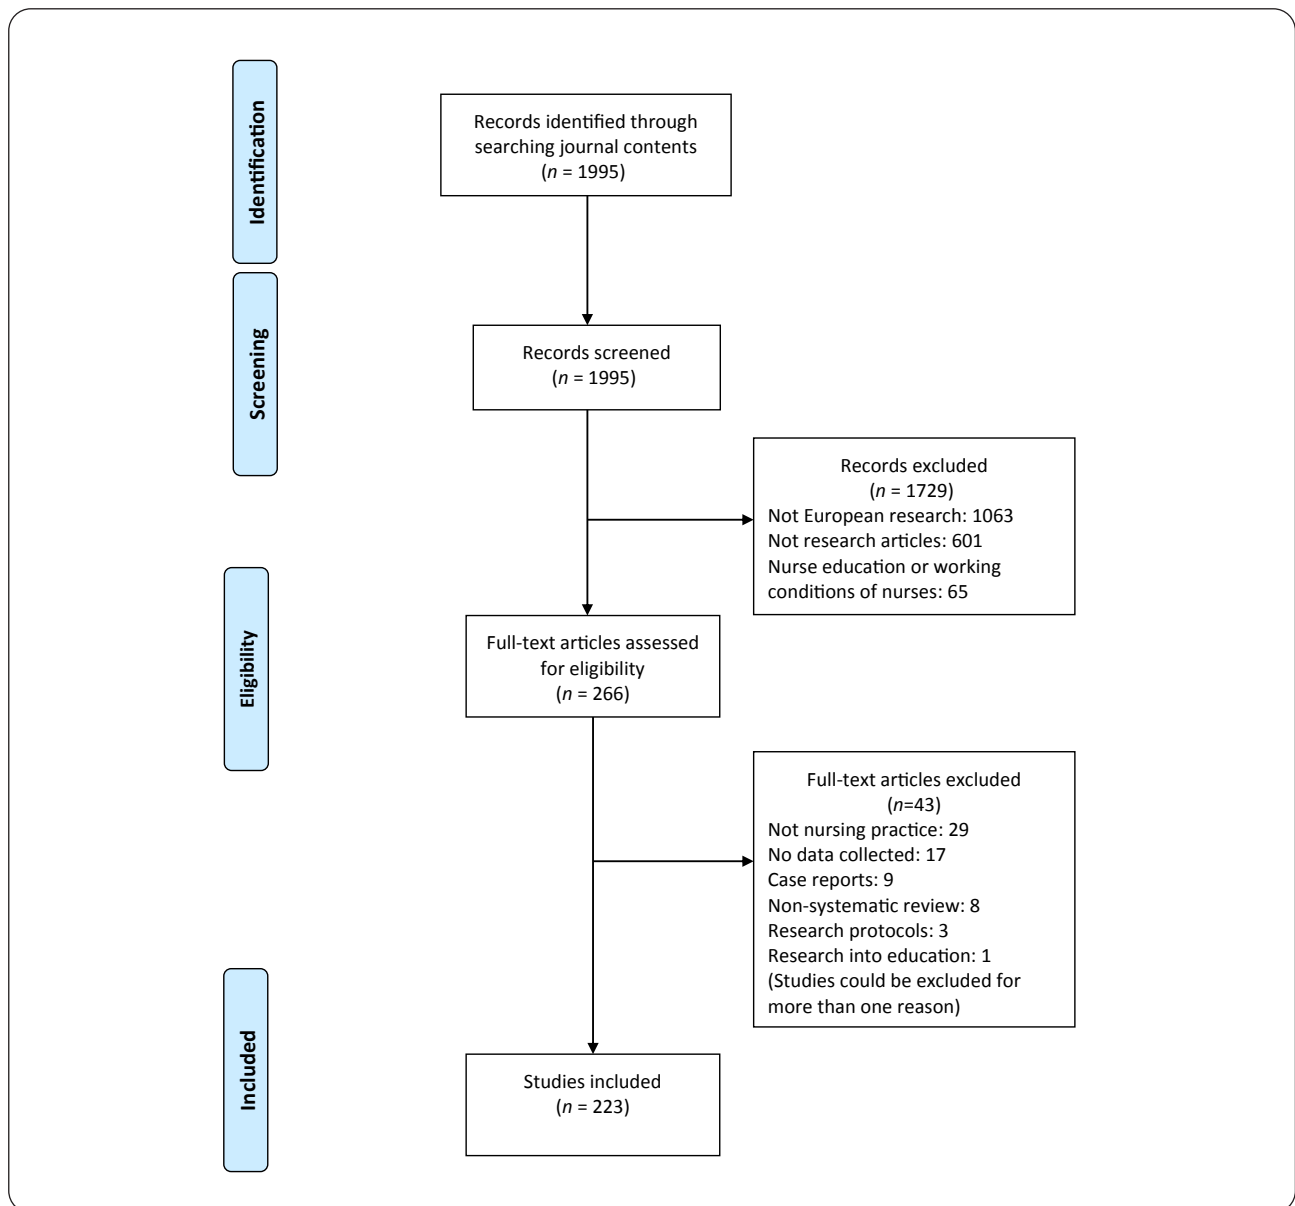 Identification
Records identified through
searching journal contents
(n = 1995)
Screening
Records screened
(n = 1995)
Records excluded
(n = 1729)
Not European research: 1063
Not research articles: 601
Nurse education or working
conditions of nurses: 65
Eligibility
Full-text articles assessed
for eligibility
(n = 266)
Full-text articles excluded
(n=43)
Not nursing practice: 29
No data collected: 17
Case reports: 9
Non-systematic review: 8
Research protocols: 3
Research into education: 1
(Studies could be excluded for
more than one reason)
Included
Studies included
(n = 223)